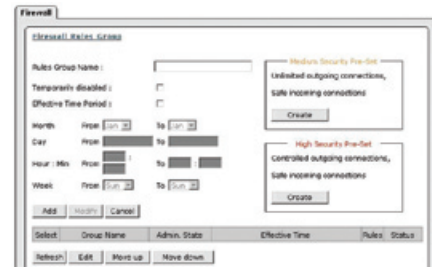 Firewall
Firewall Rules Group
Rules Group Name :
Temporarily disabled :
Effective Time Period :
Month From Jan To Jan
Day From To
Hour : Min From : To :
Week From Sun To Sun
Add Modify Cancel
Medium Security Pre-Set
Unlimited outgoing connections,
Safe incoming connections
Create
High Security Pre-Set
Controlled outgoing connections,
Safe incoming connections
Create
Select Group Name Admin. State Effective Time Rules Status
Refresh Edit Move up Move down